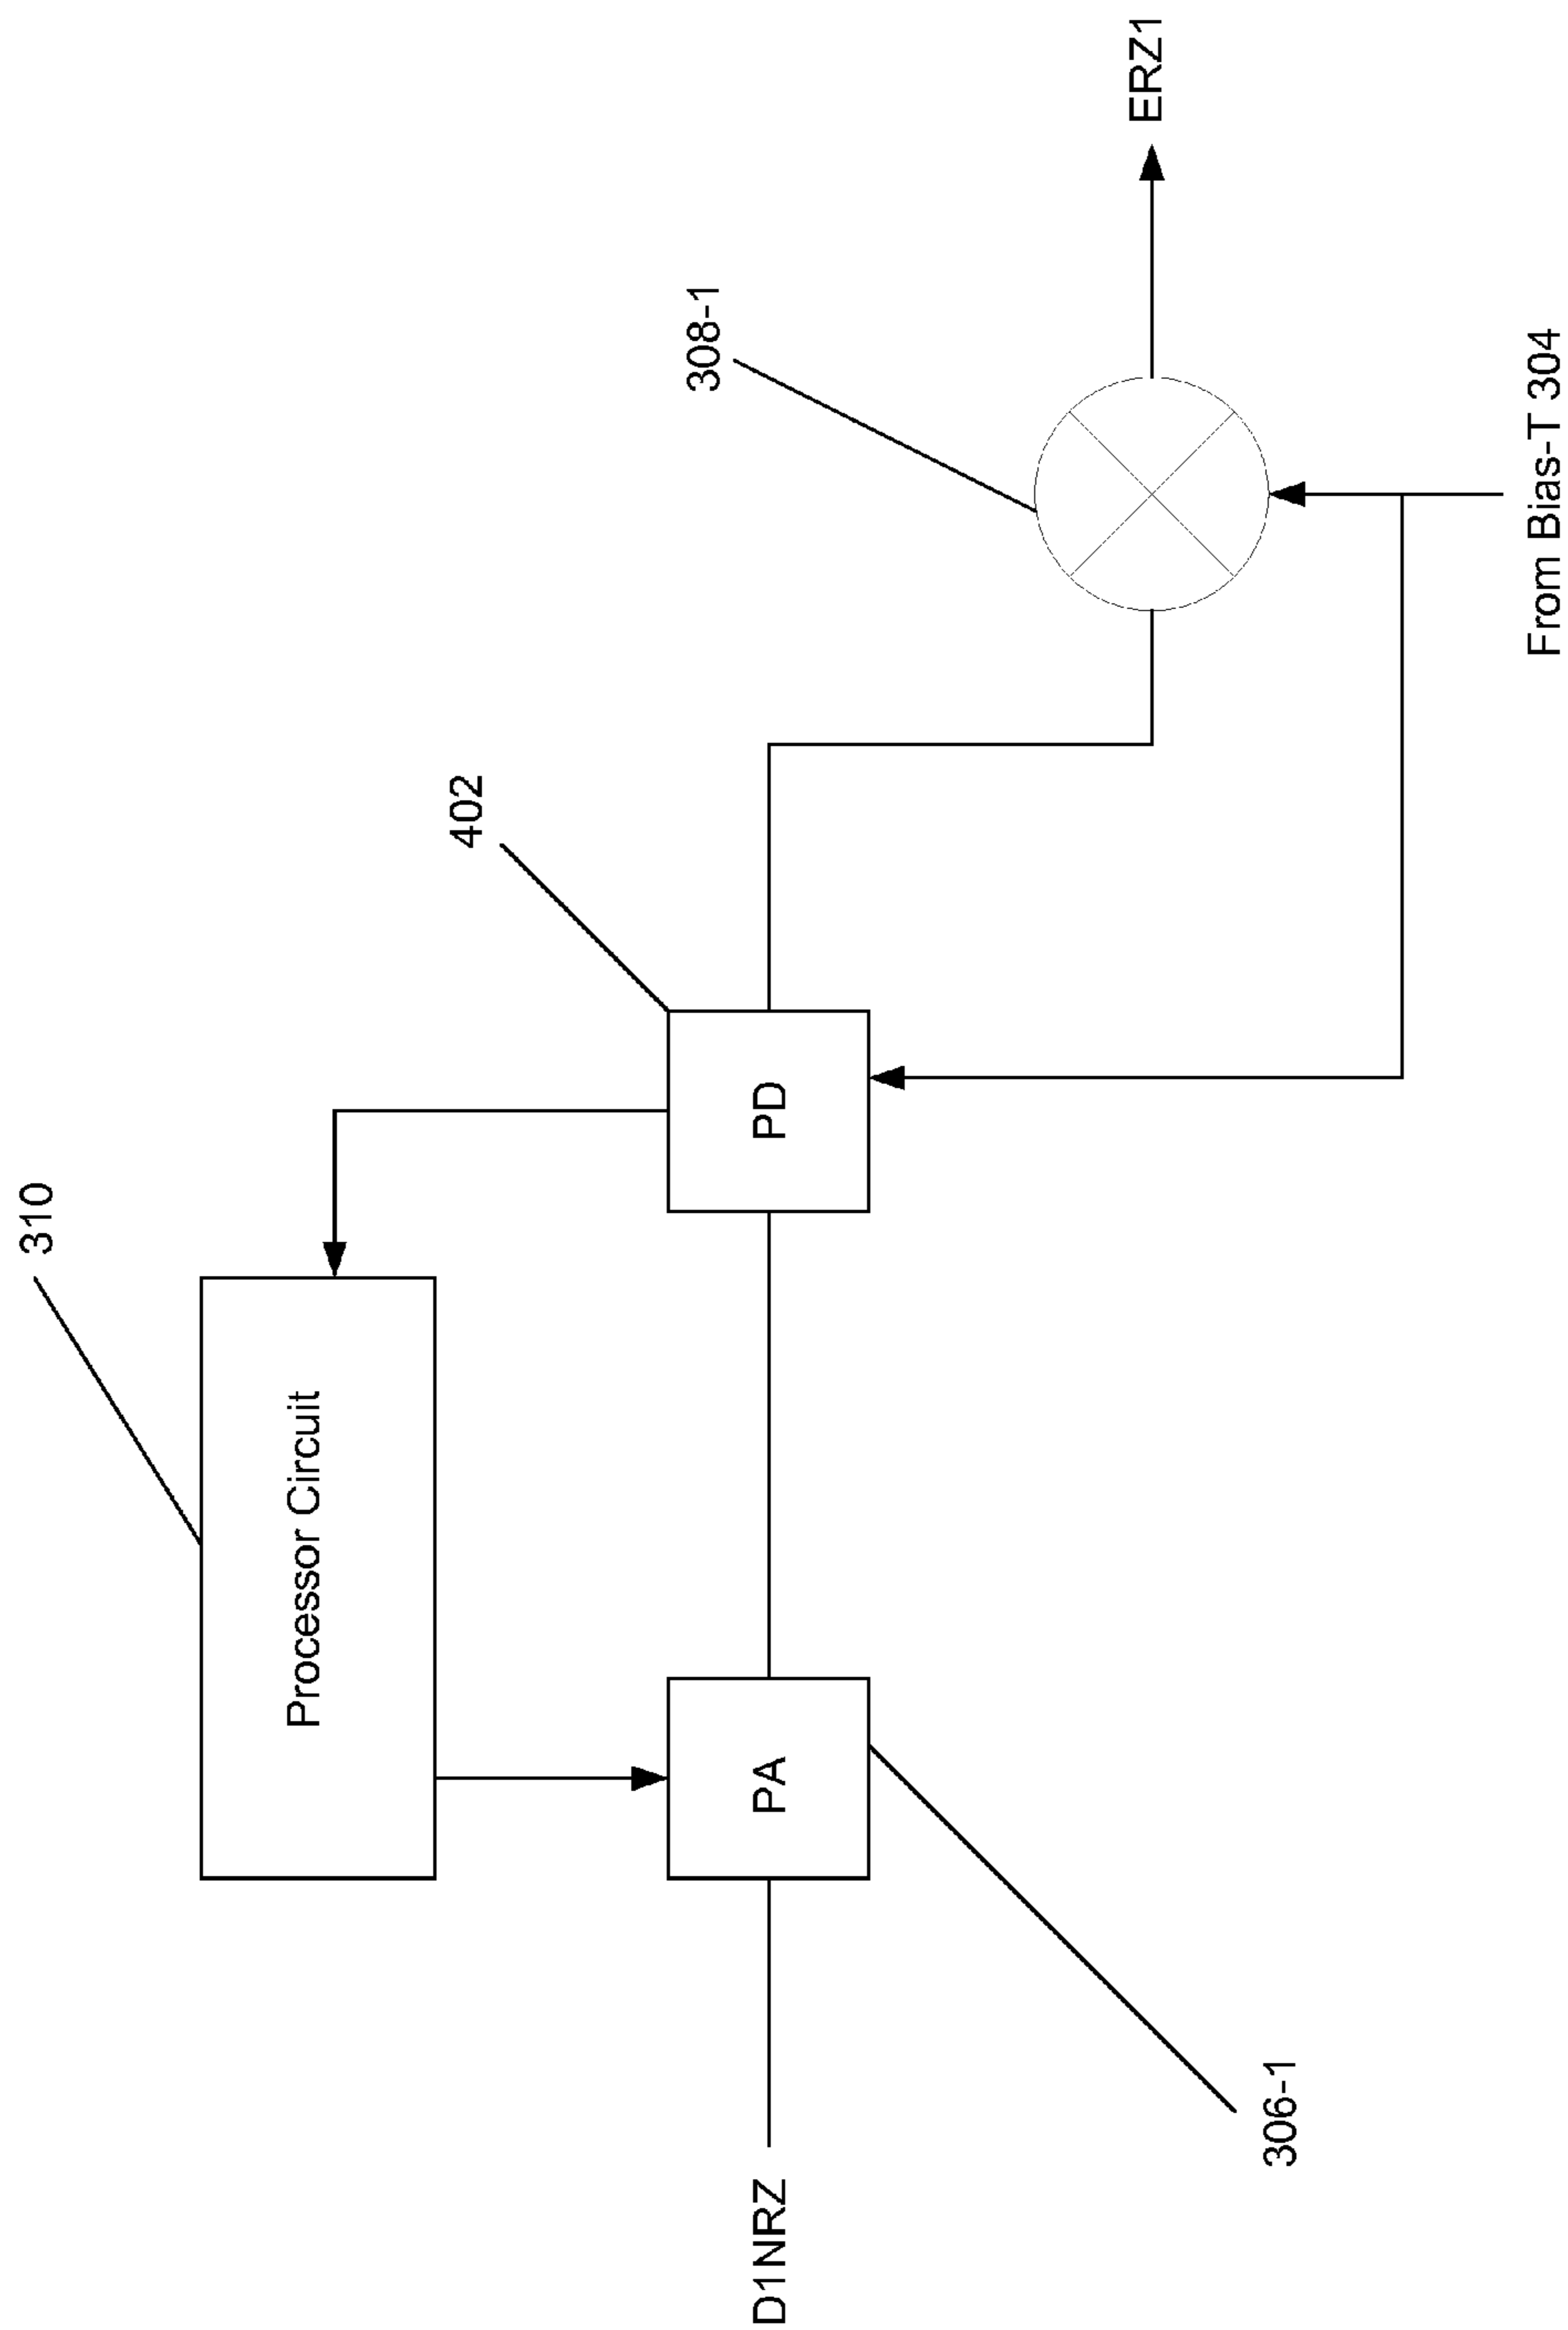 310
Processor Circuit
402
308-1
D1NRZ
PA
PD
ERZ1
306-1
From Bias-T 304